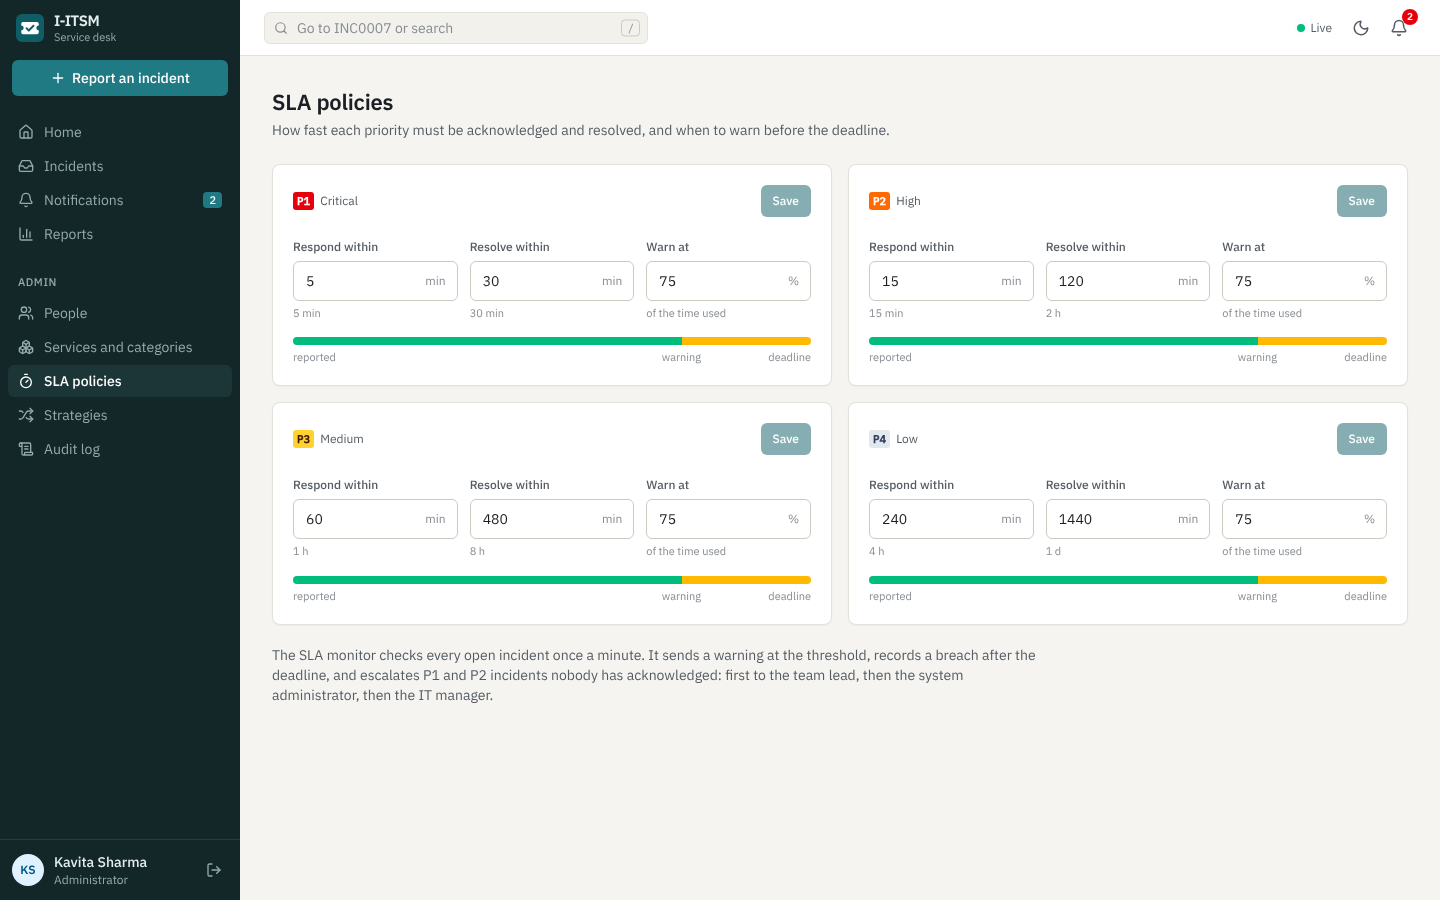 I-ITSM
Service desk
Report an incident
Home
Incidents
Notifications 2
Reports
ADMIN
People
Services and categories
SLA policies
Strategies
Audit log
KS
Kavita Sharma
Administrator
Go to INC0007 or search /
Live
2
SLA policies
How fast each priority must be acknowledged and resolved, and when to warn before the deadline.
P1 Critical Save
Respond within Resolve within Warn at
5 min 30 min 75 %
5 min 30 min of the time used
reported warning deadline
P2 High Save
Respond within Resolve within Warn at
15 min 120 min 75 %
15 min 2 h of the time used
reported warning deadline
P3 Medium Save
Respond within Resolve within Warn at
60 min 480 min 75 %
1 h 8 h of the time used
reported warning deadline
P4 Low Save
Respond within Resolve within Warn at
240 min 1440 min 75 %
4 h 1 d of the time used
reported warning deadline
The SLA monitor checks every open incident once a minute. It sends a warning at the threshold, records a breach after the
deadline, and escalates P1 and P2 incidents nobody has acknowledged: first to the team lead, then the system
administrator, then the IT manager.